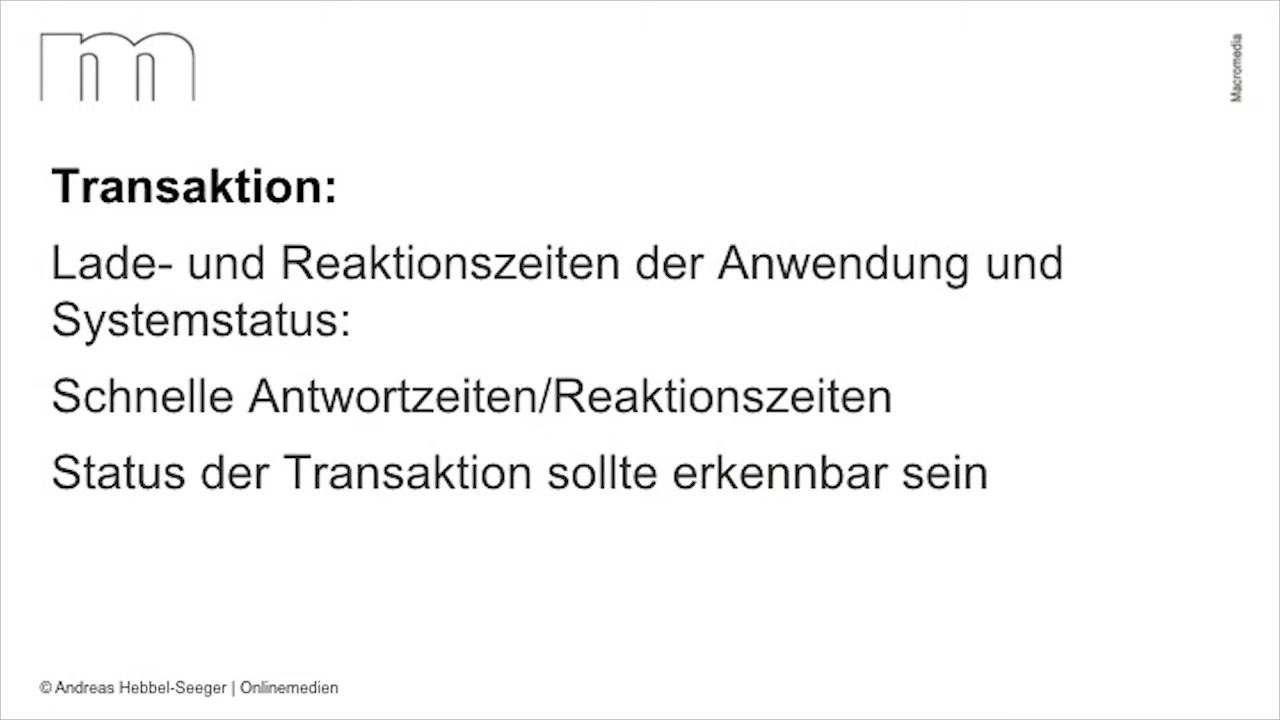 m
Macromedia
Transaktion:
Lade- und Reaktionszeiten der Anwendung und
Systemstatus:
Schnelle Antwortzeiten/Reaktionszeiten
Status der Transaktion sollte erkennbar sein
© Andreas Hebbel-Seeger | Onlinemedien